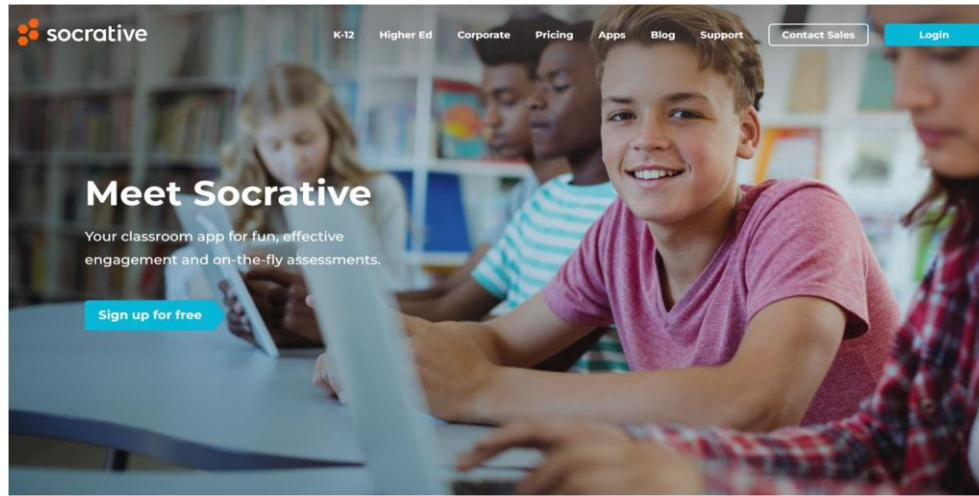 socrative
K-12 Higher Ed Corporate Pricing Apps Blog Support Contact Sales Login
Meet Socrative
Your classroom app for fun, effective
engagement and on-the-fly assessments.
Sign up for free